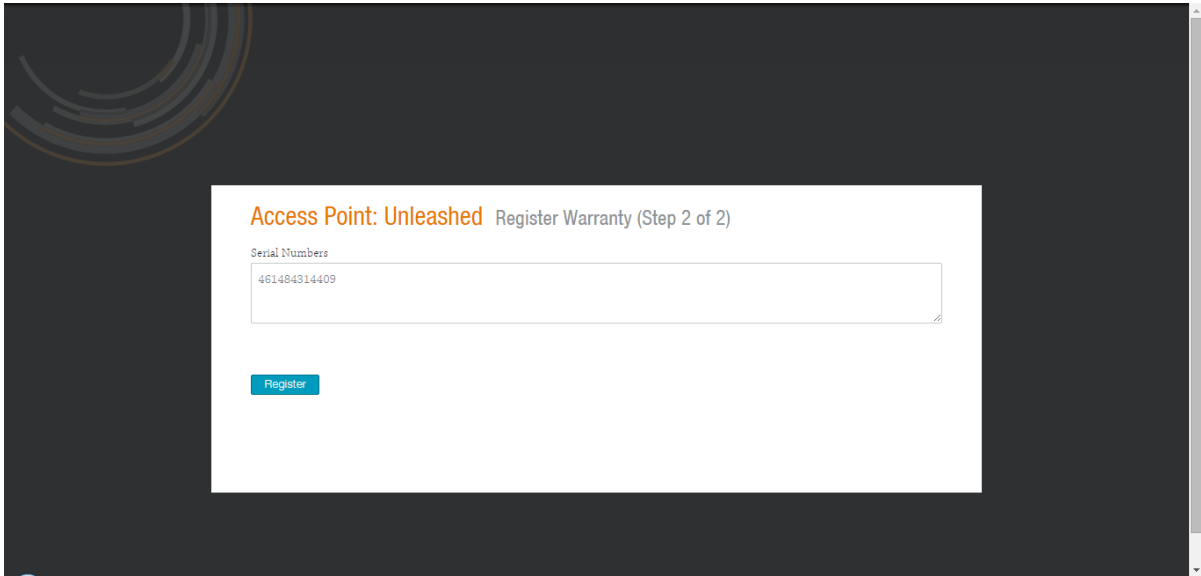 Access Point: Unleashed Register Warranty (Step 2 of 2)
Serial Numbers
461484314409
Register